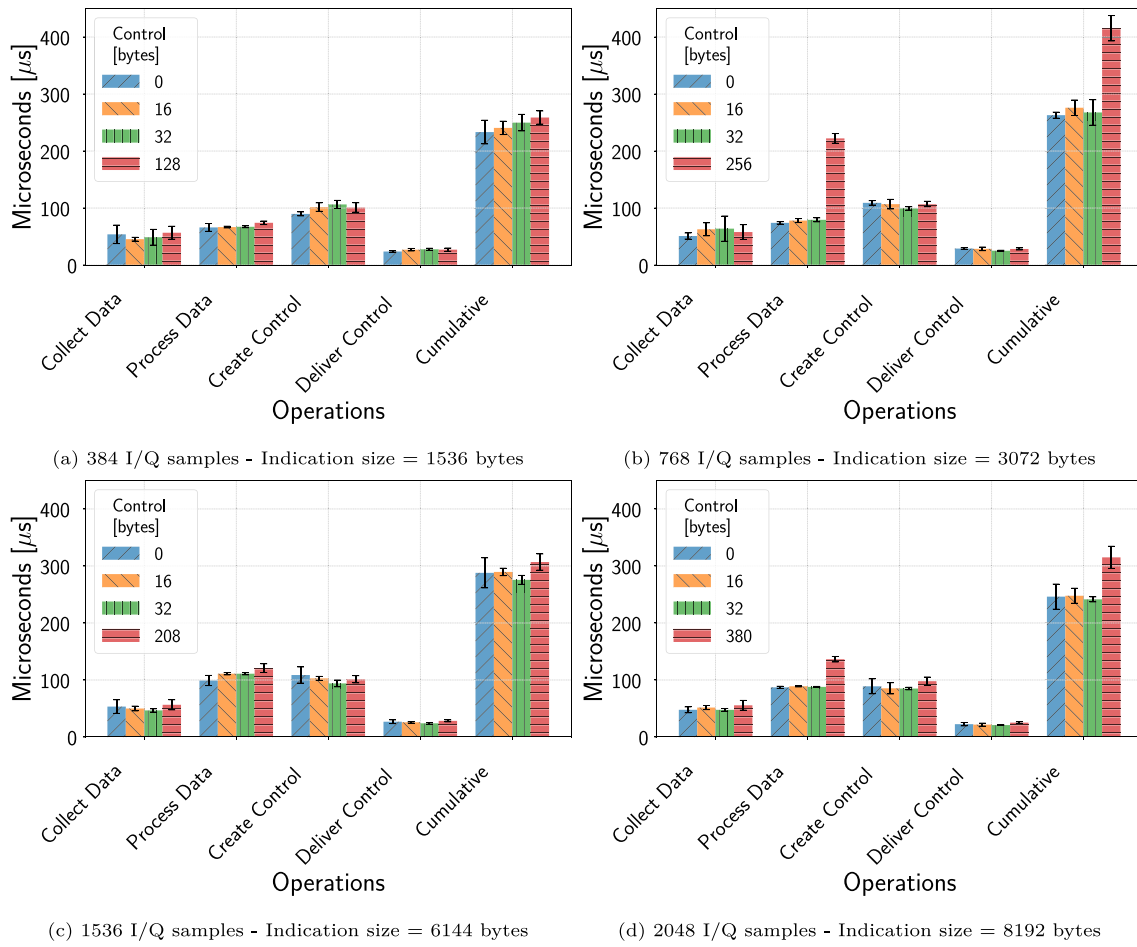 Microseconds [μs]
400
300
200
100
0
Control
[bytes]
0
16
32
128
Collect Data
Process Data
Create Control
Deliver Control
Cumulative
Operations
(a) 384 I/Q samples - Indication size = 1536 bytes
Microseconds [μs]
400
300
200
100
0
Control
[bytes]
0
16
32
256
Collect Data
Process Data
Create Control
Deliver Control
Cumulative
Operations
(b) 768 I/Q samples - Indication size = 3072 bytes
Microseconds [μs]
400
300
200
100
0
Control
[bytes]
0
16
32
208
Collect Data
Process Data
Create Control
Deliver Control
Cumulative
Operations
(c) 1536 I/Q samples - Indication size = 6144 bytes
Microseconds [μs]
400
300
200
100
0
Control
[bytes]
0
16
32
380
Collect Data
Process Data
Create Control
Deliver Control
Cumulative
Operations
(d) 2048 I/Q samples - Indication size = 8192 bytes